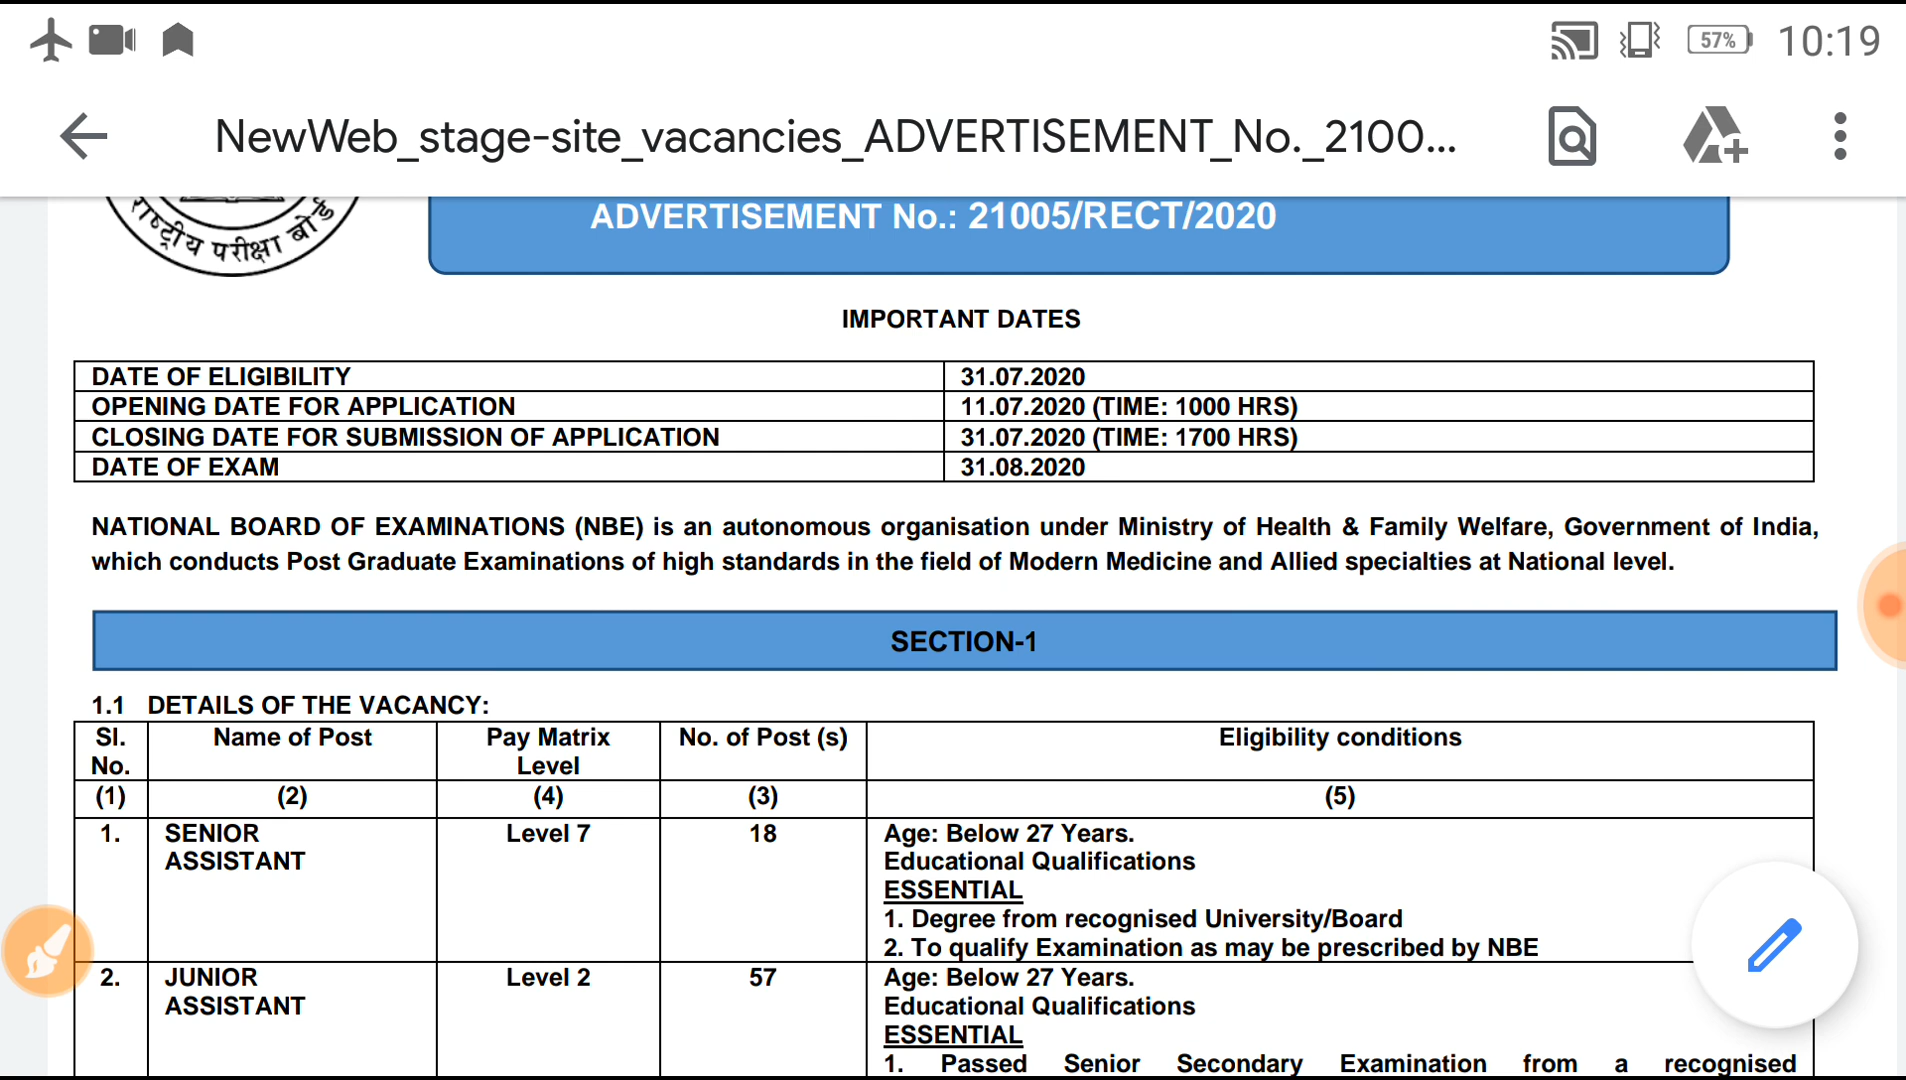 57%
10:19
NewWeb_stage-site_vacancies_ADVERTISEMENT_No._2100...
राष्ट्रीय परीक्षा बोर्ड
ADVERTISEMENT No.: 21005/RECT/2020
IMPORTANT DATES
DATE OF ELIGIBILITY 31.07.2020
OPENING DATE FOR APPLICATION 11.07.2020 (TIME: 1000 HRS)
CLOSING DATE FOR SUBMISSION OF APPLICATION 31.07.2020 (TIME: 1700 HRS)
DATE OF EXAM 31.08.2020
NATIONAL BOARD OF EXAMINATIONS (NBE) is an autonomous organisation under Ministry of Health & Family Welfare, Government of India,
which conducts Post Graduate Examinations of high standards in the field of Modern Medicine and Allied specialties at National level.
SECTION-1
1.1 DETAILS OF THE VACANCY:
Sl. Name of Post Pay Matrix No. of Post (s) Eligibility conditions
No. Level
(1) (2) (4) (3) (5)
1. SENIOR Level 7 18 Age: Below 27 Years.
ASSISTANT Educational Qualifications
ESSENTIAL
1. Degree from recognised University/Board
2. To qualify Examination as may be prescribed by NBE
2. JUNIOR Level 2 57 Age: Below 27 Years.
ASSISTANT Educational Qualifications
ESSENTIAL
1. Passed Senior Secondary Examination from a recognised